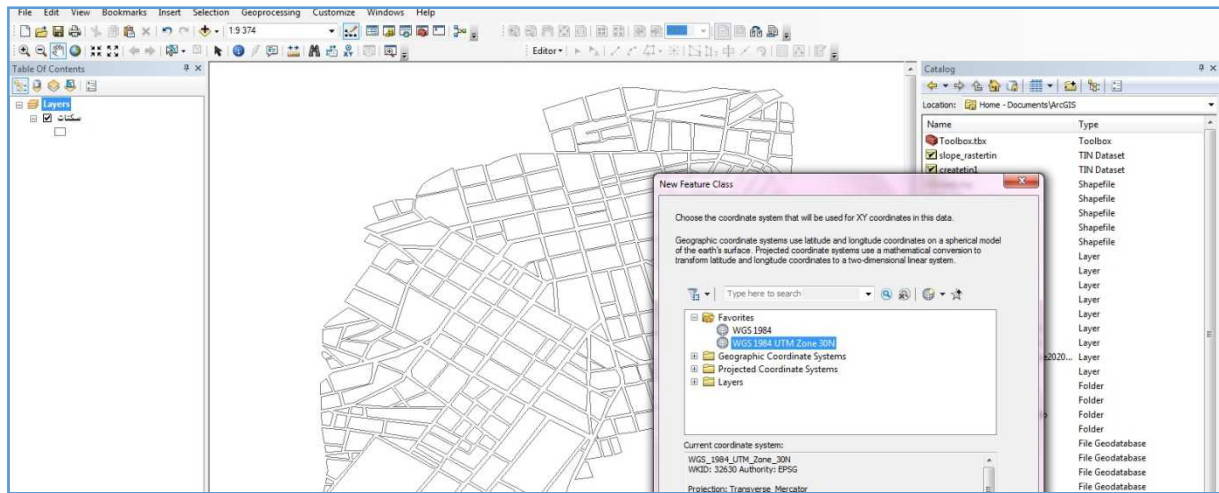 File Edit View Bookmarks Insert Selection Geoprocessing Customize Windows Help
1:9 374
Editor
Table Of Contents
Layers
سكنات
New Feature Class
Choose the coordinate system that will be used for XY coordinates in this data.
Geographic coordinate systems use latitude and longitude coordinates on a spherical model
of the earth's surface. Projected coordinate systems use a mathematical conversion to
transform latitude and longitude coordinates to a two-dimensional linear system.
Type here to search
Favorites
WGS 1984
WGS 1984 UTM Zone 30N
Geographic Coordinate Systems
Projected Coordinate Systems
Layers
Current coordinate system:
WGS_1984_UTM_Zone_30N
WKID: 32630 Authority: EPSG
Projection: Transverse_Mercator
Catalog
Location: Home - Documents\ArcGIS
Name Type
Toolbox.tbx Toolbox
slope_rastertin TIN Dataset
createtin1 TIN Dataset
Shapefile
Shapefile
Shapefile
Shapefile
Shapefile
Layer
Layer
Layer
Layer
Layer
Layer
Layer
e2020... Layer
Layer
Folder
Folder
Folder
Folder
File Geodatabase
File Geodatabase
File Geodatabase
File Geodatabase